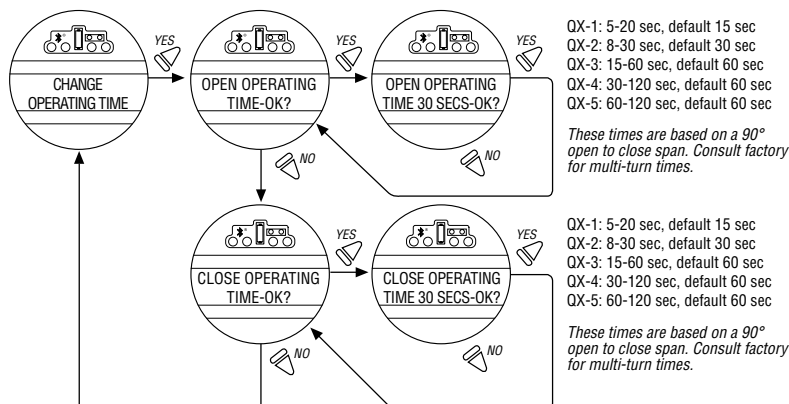 YES
YES
YES
CHANGE
OPERATING TIME
OPEN OPERATING
TIME-OK?
OPEN OPERATING
TIME 30 SECS-OK?
NO
NO
QX-1: 5-20 sec, default 15 sec
QX-2: 8-30 sec, default 30 sec
QX-3: 15-60 sec, default 60 sec
QX-4: 30-120 sec, default 60 sec
QX-5: 60-120 sec, default 60 sec
These times are based on a 90°
open to close span. Consult factory
for multi-turn times.
YES
YES
CLOSE OPERATING
TIME-OK?
CLOSE OPERATING
TIME 30 SECS-OK?
NO
NO
QX-1: 5-20 sec, default 15 sec
QX-2: 8-30 sec, default 30 sec
QX-3: 15-60 sec, default 60 sec
QX-4: 30-120 sec, default 60 sec
QX-5: 60-120 sec, default 60 sec
These times are based on a 90°
open to close span. Consult factory
for multi-turn times.